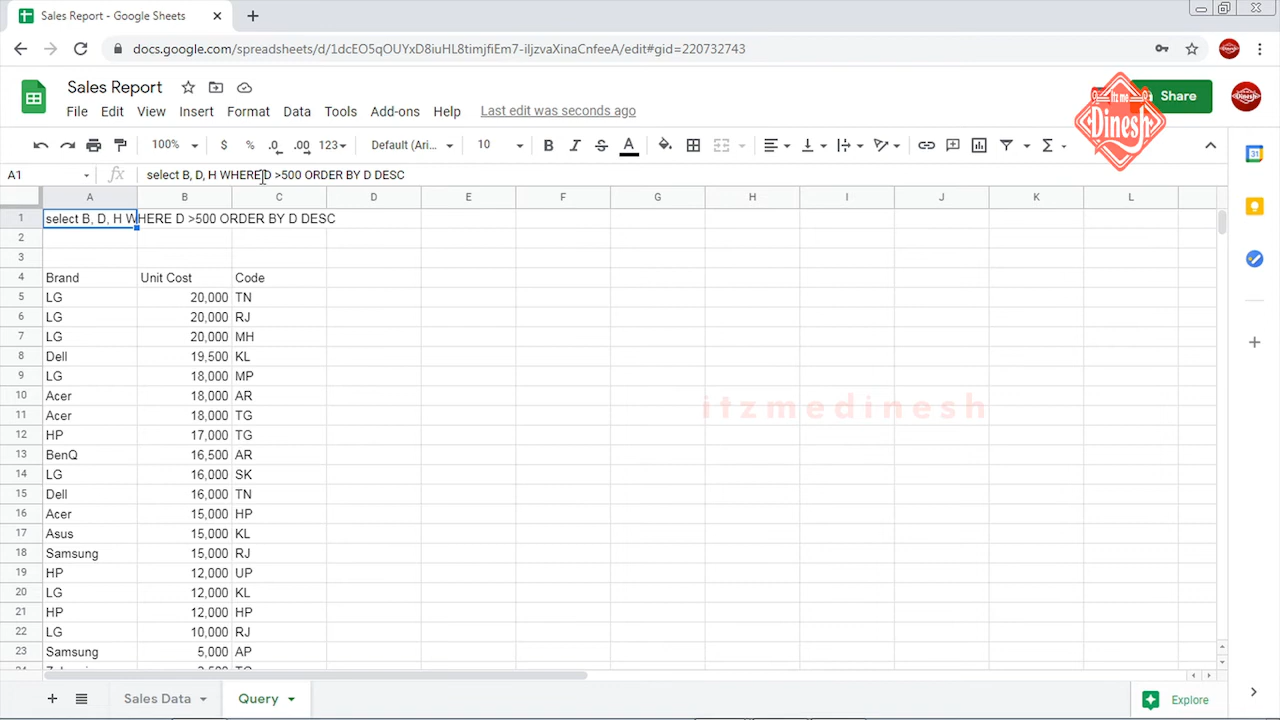 Sales Report - Google Sheets
docs.google.com/spreadsheets/d/1dcEO5qOUYxD8iuHL8timjfiEm7-iljzvaXinaCnfeeA/edit#gid=220732743
Sales Report
File Edit View Insert Format Data Tools Add-ons Help Last edit was seconds ago
Itz me
Dinesh
Share
Dinesh
100% $ % .0 .00 123 Default (Ari... 10 B I S A
A1 fx select B, D, H WHERE D >500 ORDER BY D DESC
A B C D E F G H I J K L
1 select B, D, H WHERE D >500 ORDER BY D DESC
2
3
4 Brand Unit Cost Code
5 LG 20,000 TN
6 LG 20,000 RJ
7 LG 20,000 MH
8 Dell 19,500 KL
9 LG 18,000 MP
10 Acer 18,000 AR
11 Acer 18,000 TG
12 HP 17,000 TG
13 BenQ 16,500 AR
14 LG 16,000 SK
15 Dell 16,000 TN
16 Acer 15,000 HP
17 Asus 15,000 KL
18 Samsung 15,000 RJ
19 HP 12,000 UP
20 LG 12,000 KL
21 HP 12,000 HP
22 LG 10,000 RJ
23 Samsung 5,000 AP
itzmedinesh
31
Sales Data Query Explore